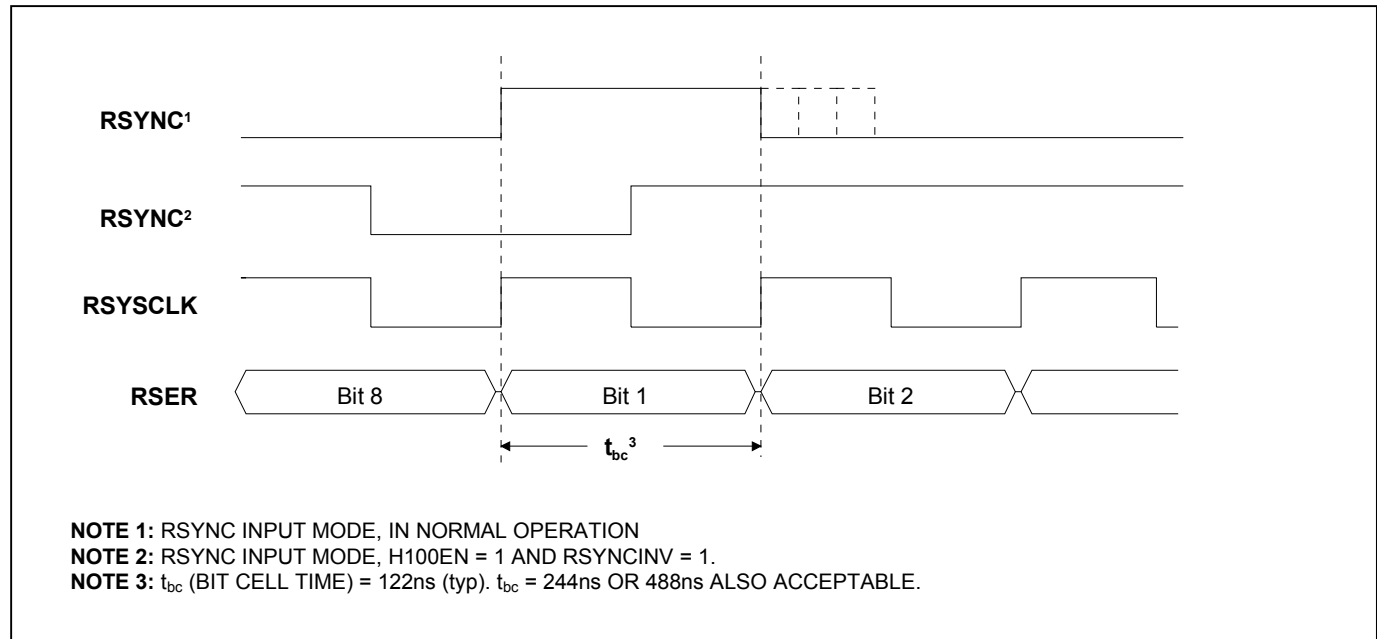 RSYNC¹
RSYNC²
RSYSCLK
RSER
Bit 8
Bit 1
Bit 2
tbc³
NOTE 1: RSYNC INPUT MODE, IN NORMAL OPERATION
NOTE 2: RSYNC INPUT MODE, H100EN = 1 AND RSYNCINV = 1.
NOTE 3: tbc (BIT CELL TIME) = 122ns (typ). tbc = 244ns OR 488ns ALSO ACCEPTABLE.